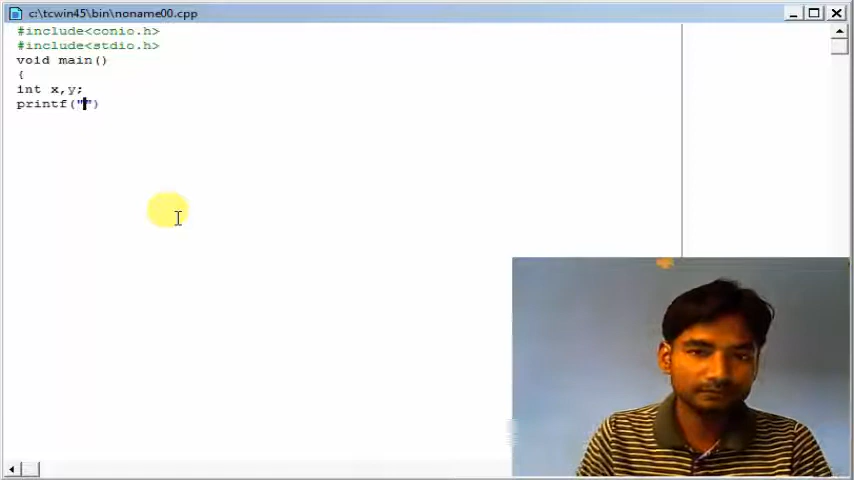 c:\tcwin45\bin\noname00.cpp
#include<conio.h>
#include<stdio.h>
void main()
{
int x,y;
printf("")